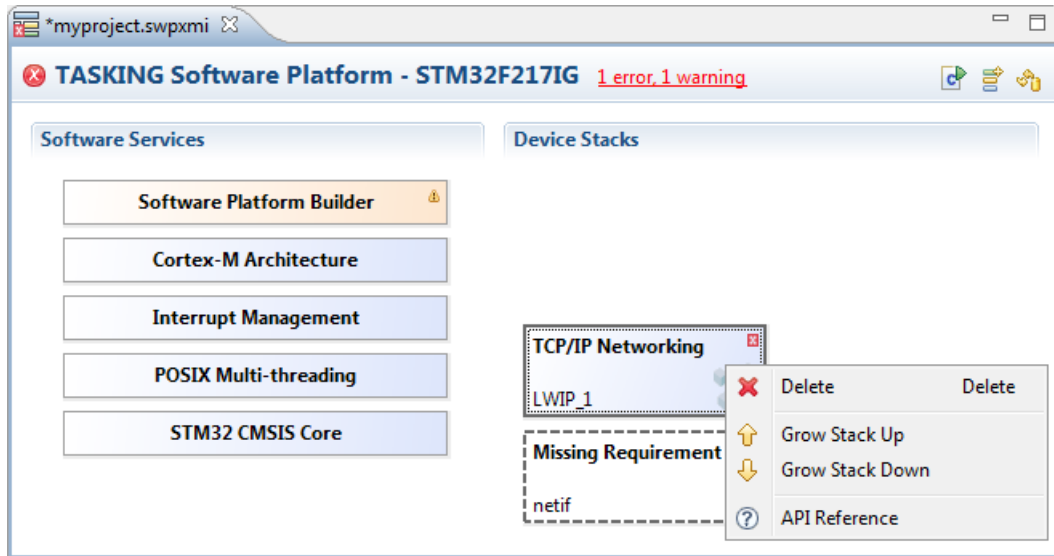 *myproject.swpxmi
TASKING Software Platform - STM32F217IG 1 error, 1 warning
Software Services
Device Stacks
Software Platform Builder
Cortex-M Architecture
Interrupt Management
POSIX Multi-threading
STM32 CMSIS Core
TCP/IP Networking
LWIP_1
Missing Requirement
netif
Delete Delete
Grow Stack Up
Grow Stack Down
API Reference